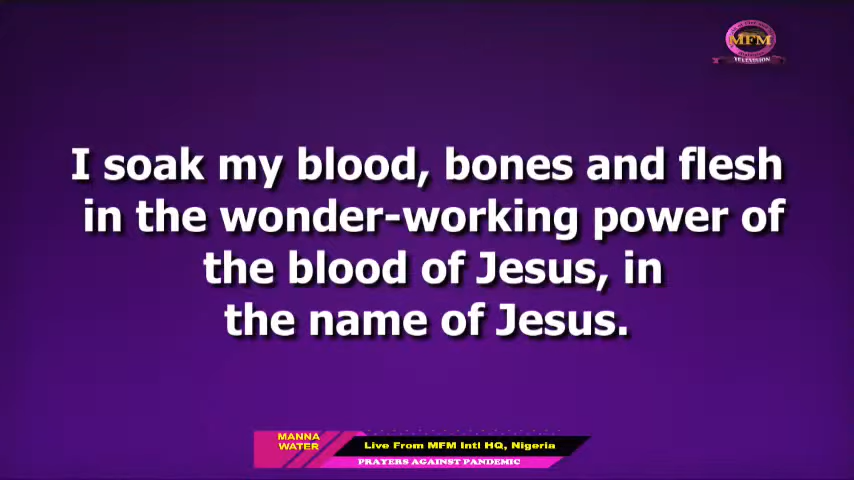 MFM
TELEVISION
I soak my blood, bones and flesh
in the wonder-working power of
the blood of Jesus, in
the name of Jesus.
MANNA
WATER
Live From MFM Intl HQ, Nigeria
PRAYERS AGAINST PANDEMIC